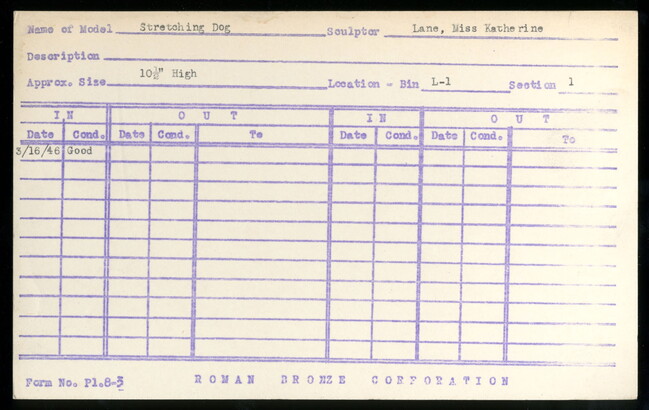 Name of Model Stretching Dog Sculptor Lane, Miss Katherine
Description
Approx. Size 10½" High Location - Bin L-1 Section 1
IN OUT IN OUT
Date Cond. Date Cond. To Date Cond. Date Cond. To
3/16/46 Good
Form No. Pl.8-5 ROMAN BRONZE CORPORATION